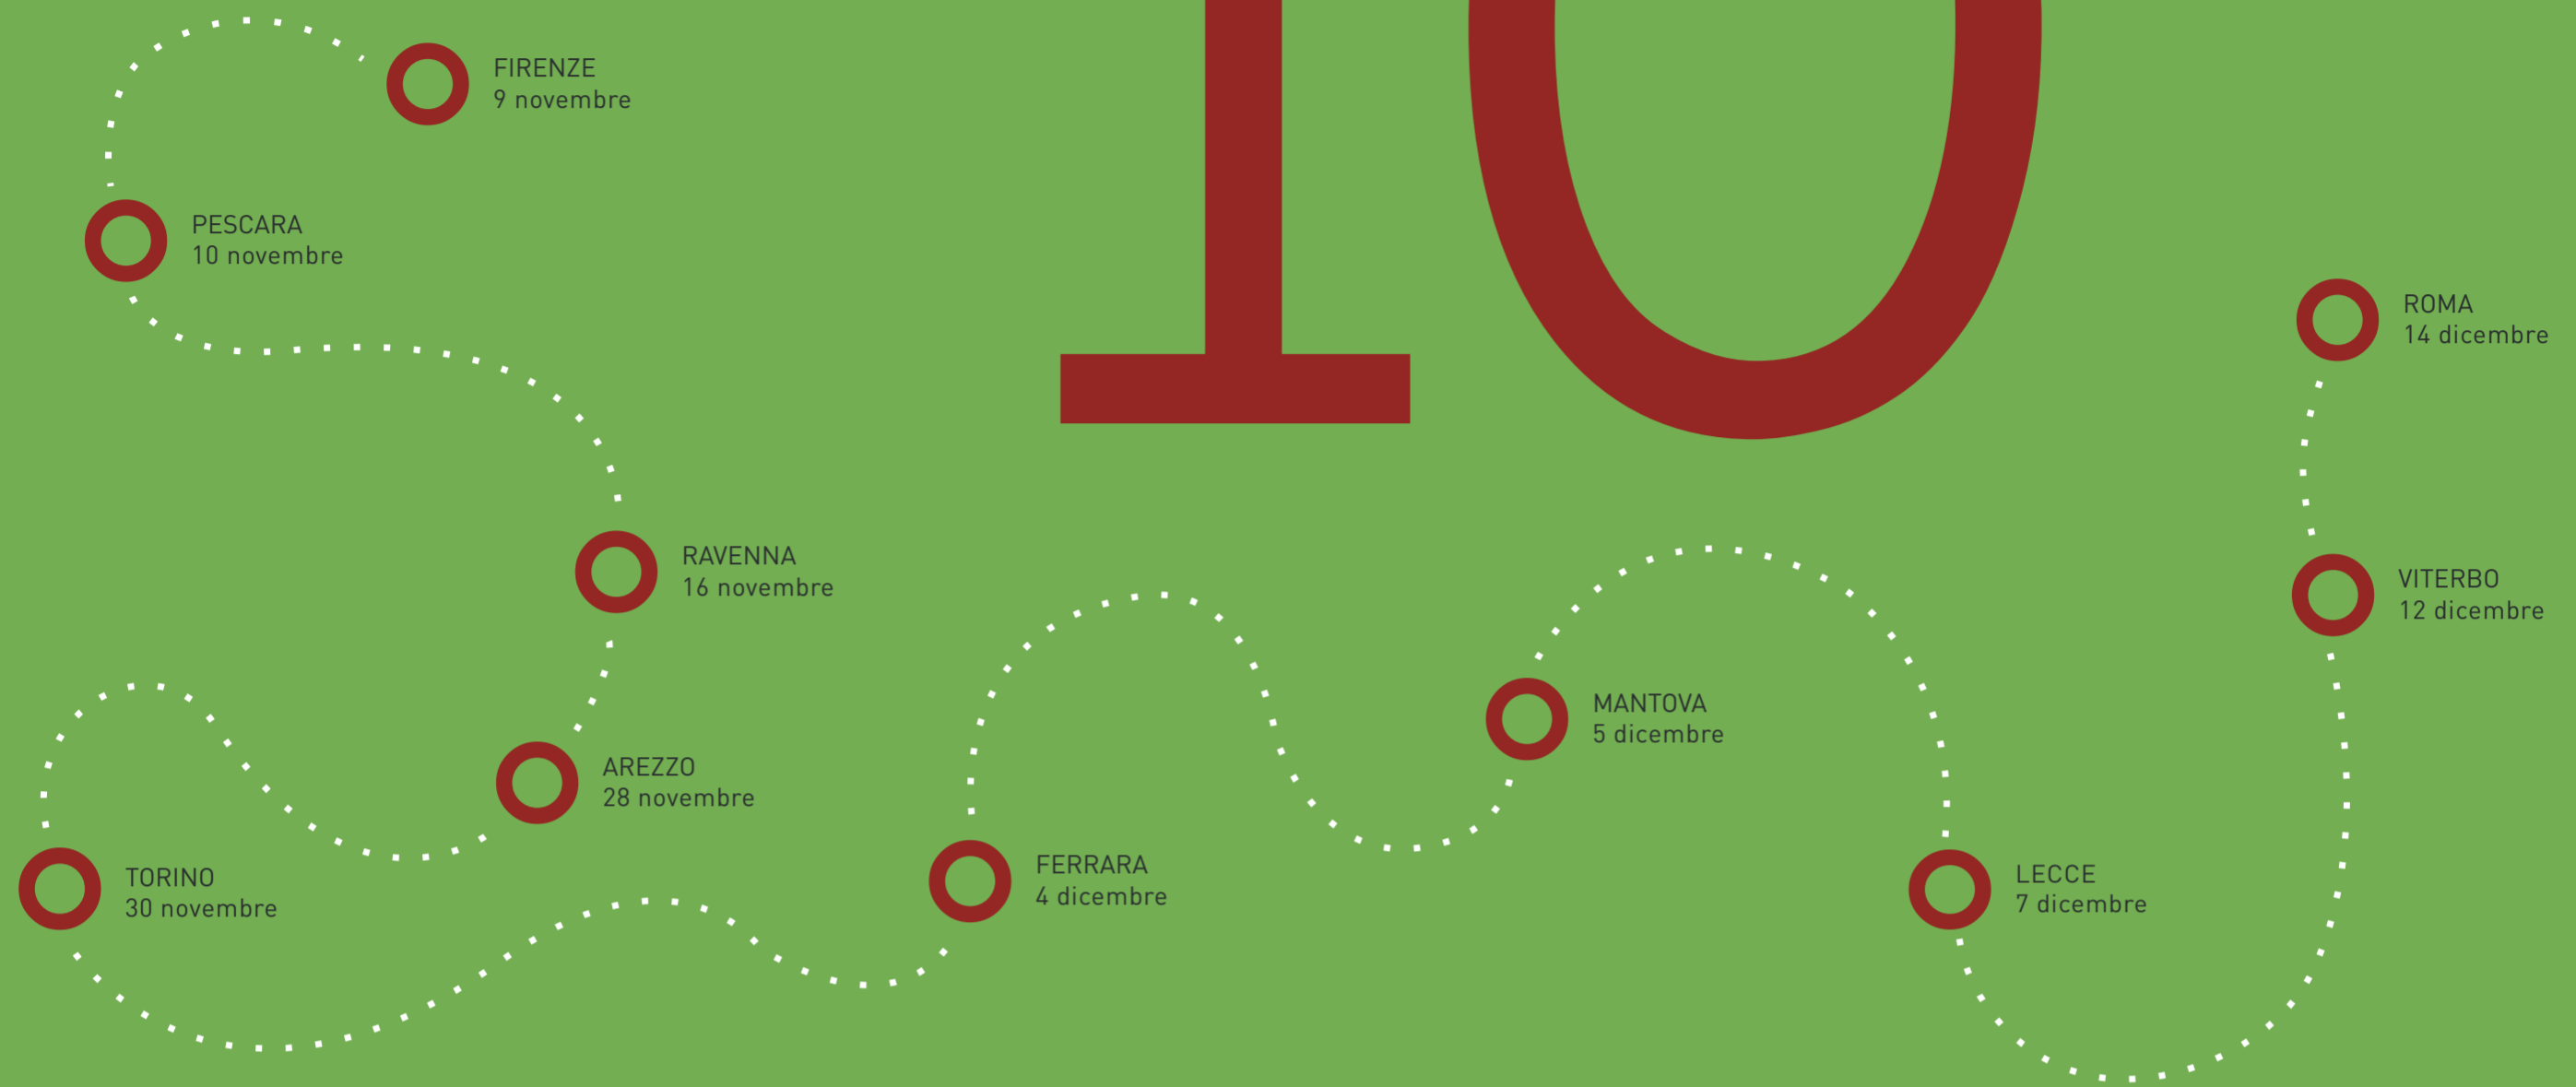 10
FIRENZE
9 novembre
PESCARA
10 novembre
RAVENNA
16 novembre
AREZZO
28 novembre
TORINO
30 novembre
FERRARA
4 dicembre
MANTOVA
5 dicembre
LECCE
7 dicembre
VITERBO
12 dicembre
ROMA
14 dicembre